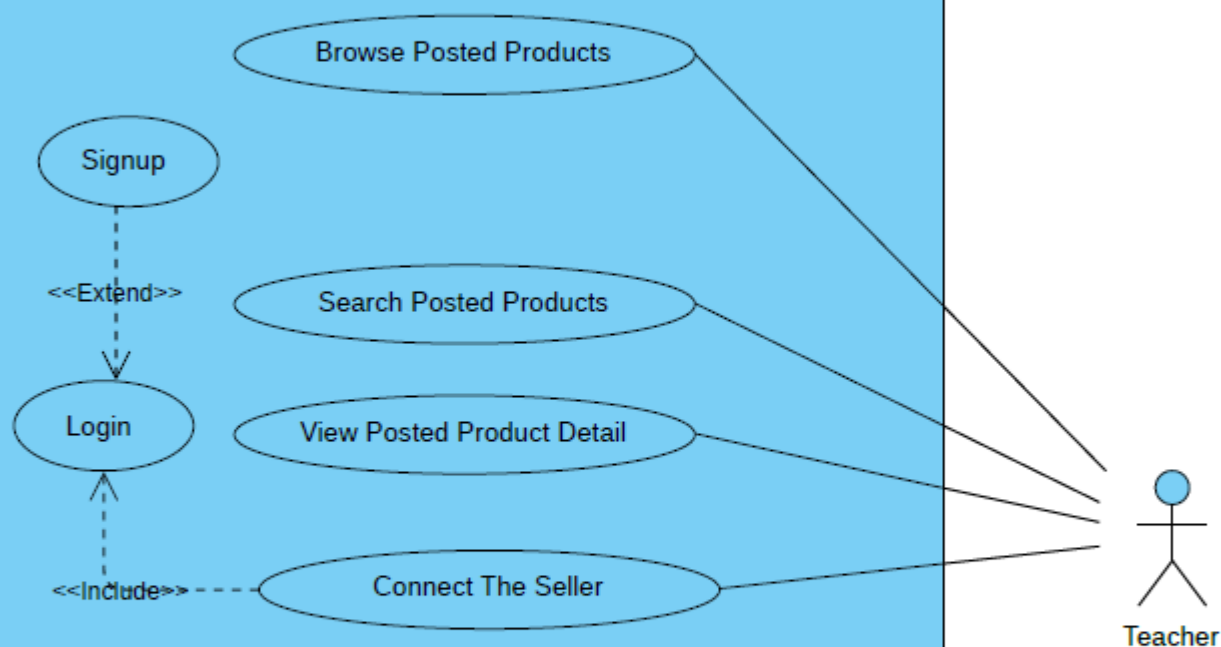 Browse Posted Products
Signup
<<Extend>>
Search Posted Products
Login
View Posted Product Detail
Connect The Seller
<<Include>>
Teacher